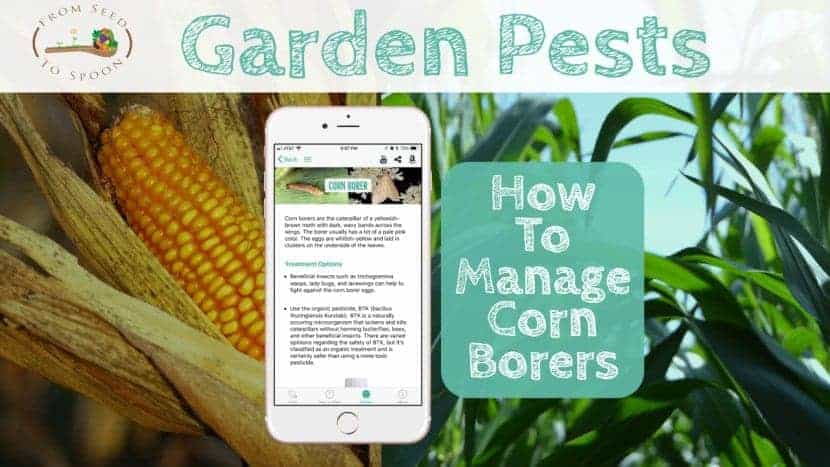 FROM SEED
TO SPOON
Garden Pests
AT&T
Back
CORN BORER
Corn borers are the caterpillar of a yellowish-
brown moth with dark, wavy bands across the
wings. The borer usually has a lot of pale pink
color. The eggs are whitish-yellow and laid in
clusters on the underside of the leaves.
Treatment Options
Beneficial insects such as trichogramma
wasps, lady bugs, and lacewings can help to
fight against the corn borer eggs.
Use the organic pesticide, BTK (bacillus
thuringiensis Kurstaki). BTK is a naturally
occurring microorganism that sickens and kills
caterpillars without harming butterflies, bees,
and other beneficial insects. There are varied
opinions regarding the safety of BTK, but it's
classified as an organic treatment and is
certainly safer than using a more toxic
pesticide.
How
To
Manage
Corn
Borers